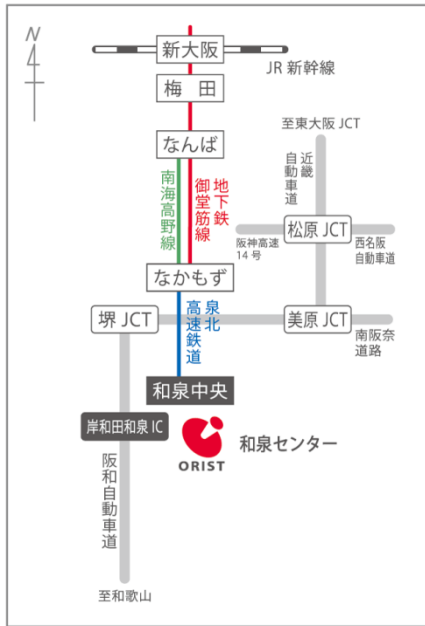 N
新大阪
JR 新幹線
梅 田
至東大阪 JCT
なんば
近畿
自動車道
南海高野線
地下鉄
御堂筋線
松原 JCT
阪神高速
14 号
西名阪
自動車道
なかもず
堺 JCT
泉北
高速鉄道
美原 JCT
南阪奈
道路
和泉中央
岸和田和泉 IC
ORIST
和泉センター
阪和自動車道
至和歌山